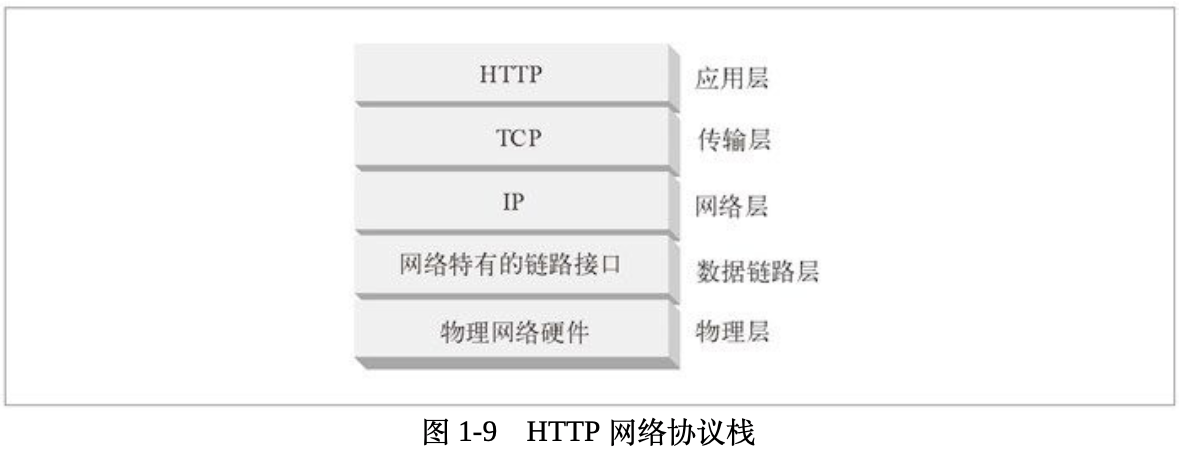 HTTP 应用层
TCP 传输层
IP 网络层
网络特有的链路接口 数据链路层
物理网络硬件 物理层
图 1-9 HTTP 网络协议栈